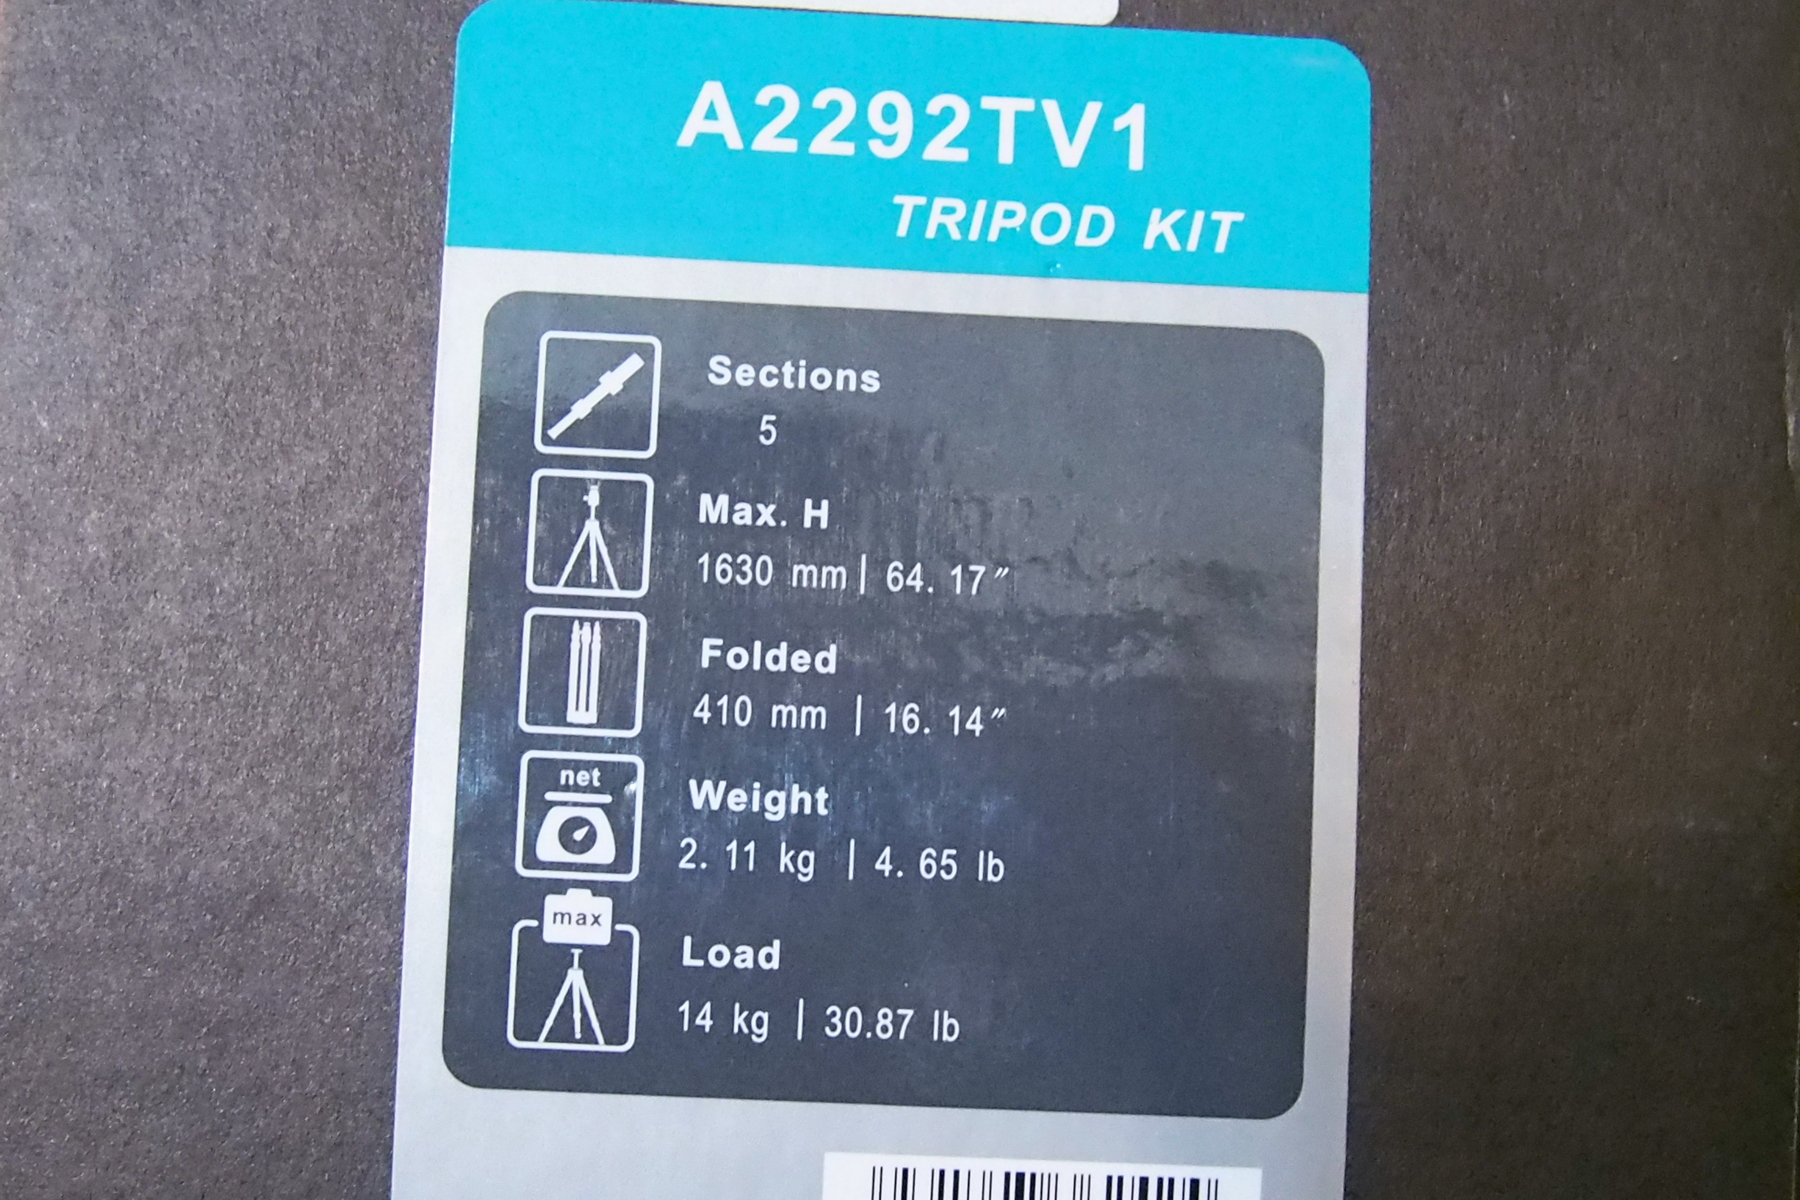 A2292TV1
TRIPOD KIT
Sections
5
Max. H
1630 mm | 64. 17″
Folded
410 mm | 16. 14″
net
Weight
2. 11 kg | 4. 65 lb
max
Load
14 kg | 30.87 lb